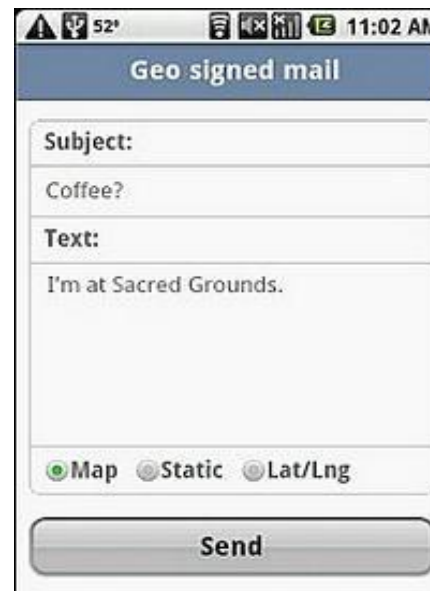 52° 11:02 AM
Geo signed mail
Subject:
Coffee?
Text:
I'm at Sacred Grounds.
Map Static Lat/Lng
Send